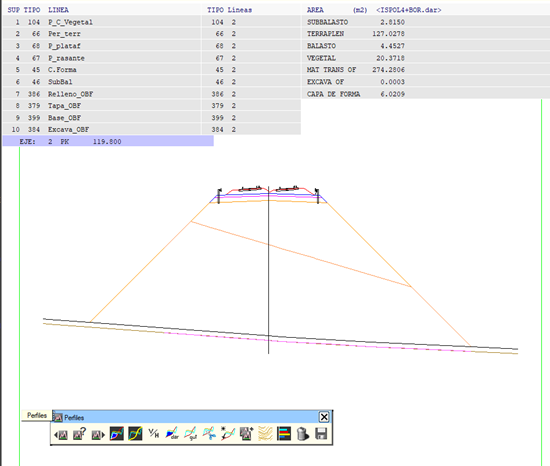 SUP TIPO LINEA TIPO Lineas AREA (m2) <ISPOL4+BOR.dar>
1 104 P_C_Vegetal 104 2 SUBBALASTO 2.8150
2 66 Per_terr 66 2 TERRAPLEN 127.0278
3 68 P_plataf 68 2 BALASTO 4.4527
4 67 P_rasante 67 2 VEGETAL 20.3718
5 45 C.Forma 45 2 MAT TRANS OF 274.2806
6 46 SubBal 46 2 EXCAVA OF 0.0003
7 386 Relleno_OBF 386 2 CAPA DE FORMA 6.0209
8 379 Tapa_OBF 379 2
9 399 Base_OBF 399 2
10 384 Excava_OBF 384 2
EJE: 2 PK 119.800
Perfiles
Perfiles
V/H dar gui